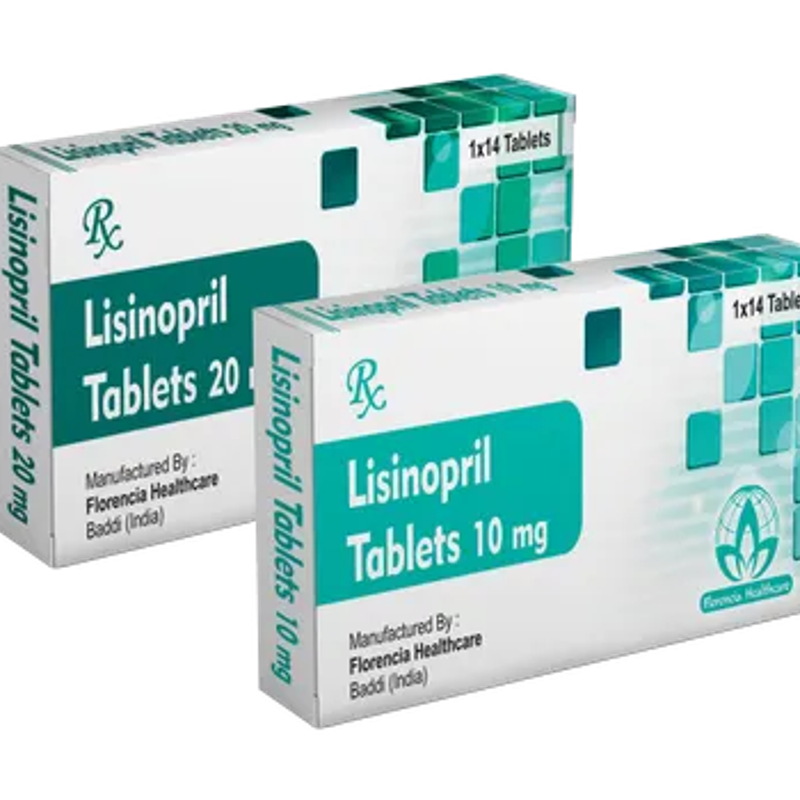 Lisinopril Tablets 20 mg
1x14 Tablets
Rx
Lisinopril
Tablets 20
Manufactured By :
Florencia Healthcare
Baddi (India)
Lisinopril Tablets 20 mg
Lisinopril Tablets 10 mg
1x14 Table
Rx
Lisinopril
Tablets 10 mg
Manufactured By :
Florencia Healthcare
Baddi (India)
Lisinopril Tablets 10 mg
Florencia Healthcare